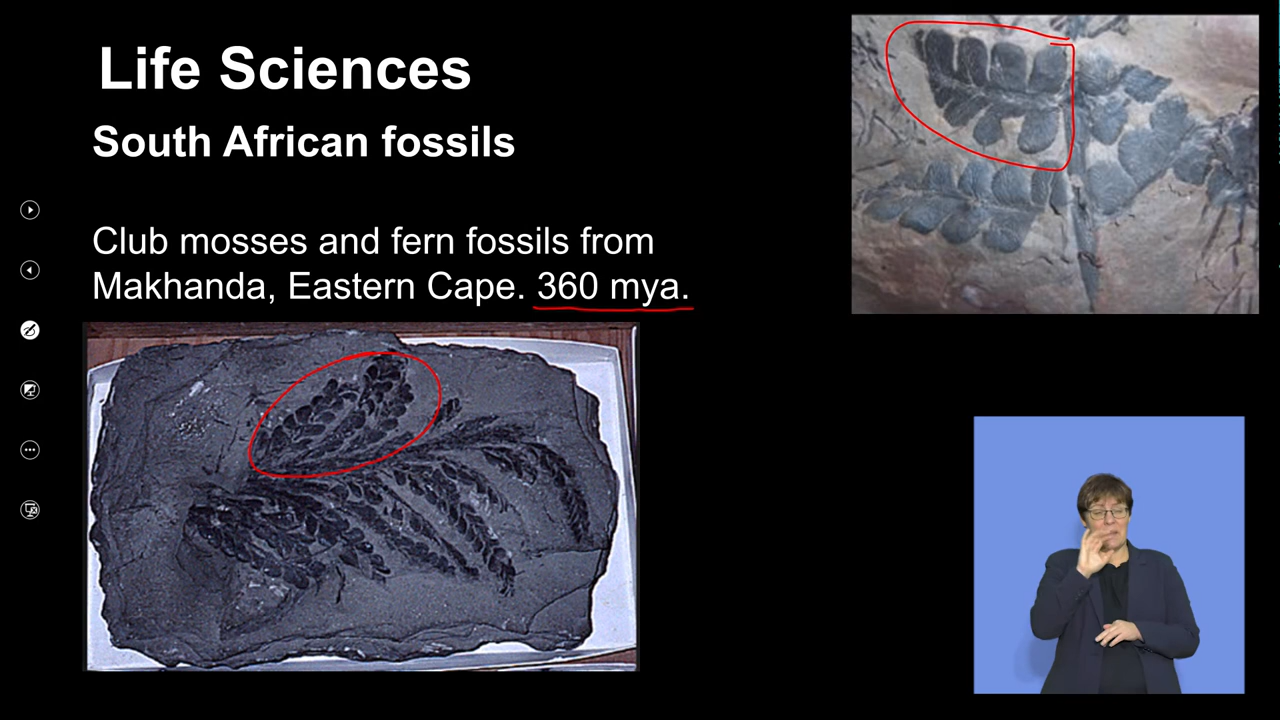 Life Sciences
South African fossils
Club mosses and fern fossils from
Makhanda, Eastern Cape. 360 mya.